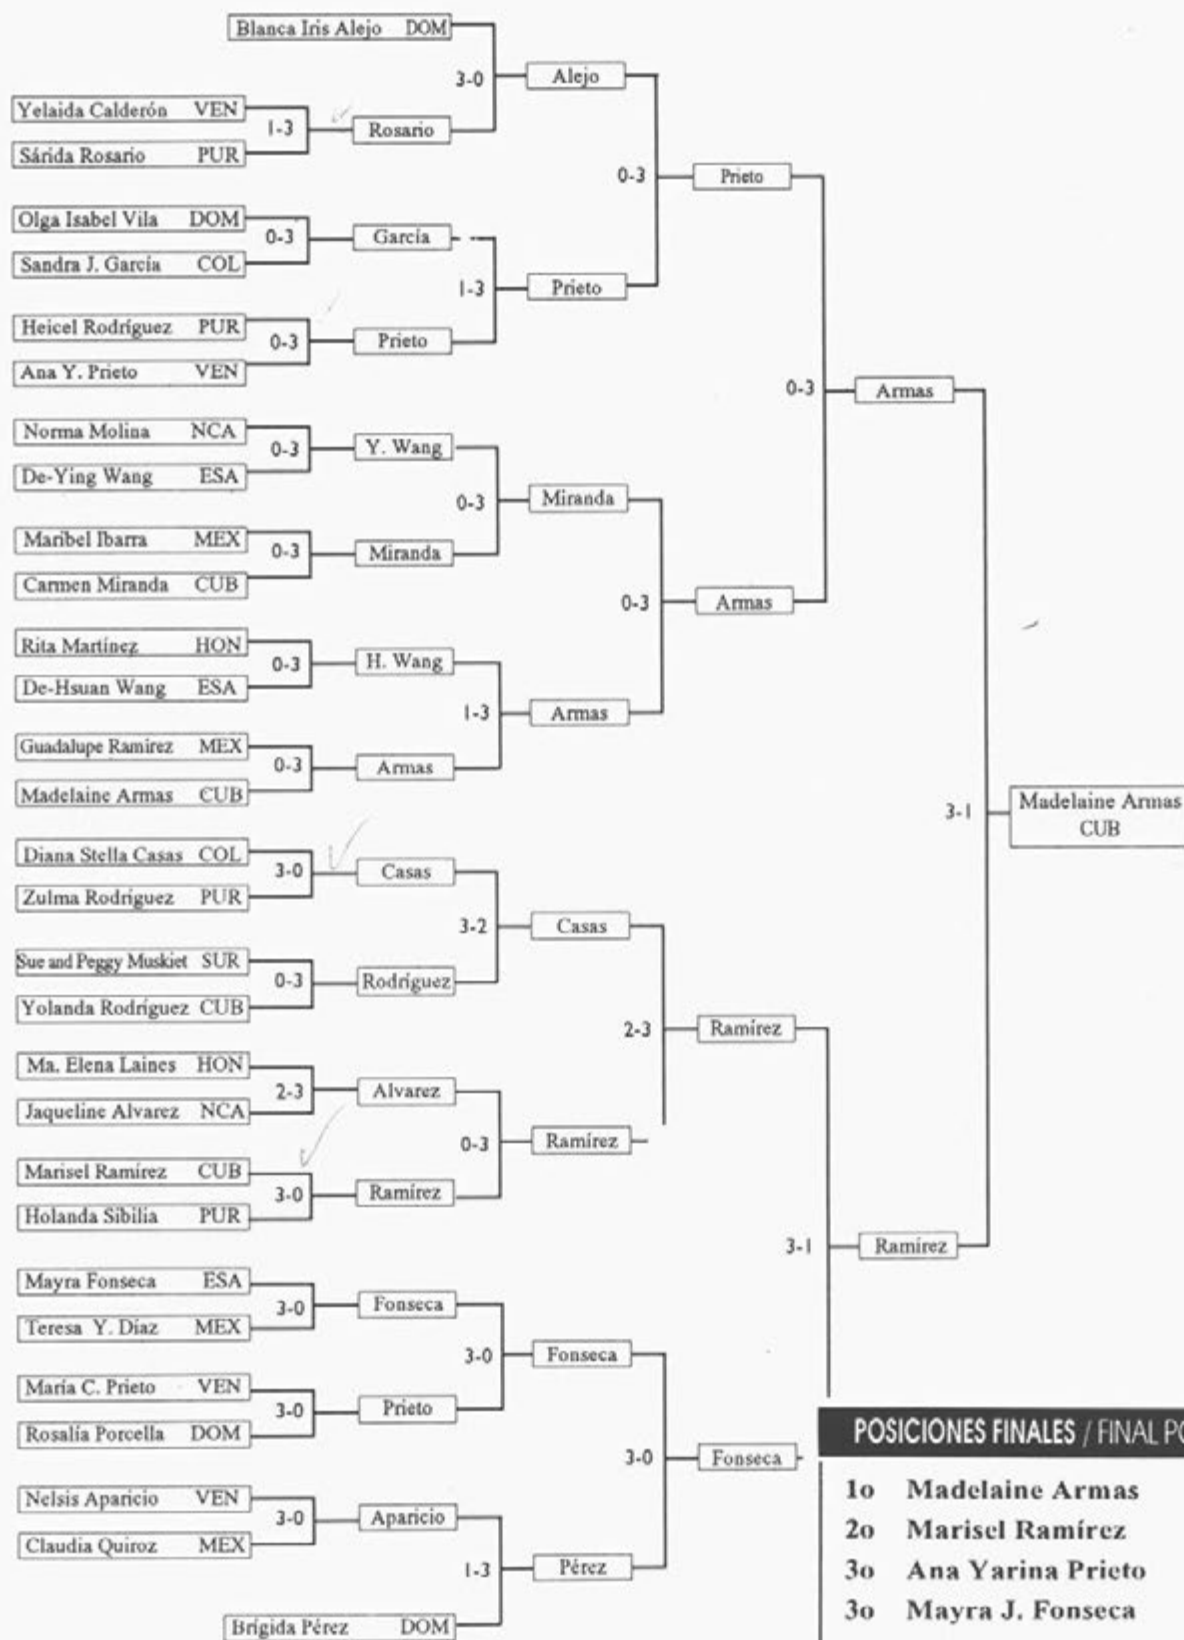 Blanca Iris Alejo DOM
3-0
Alejo
Yelaida Calderón VEN
1-3
Rosario
Sárida Rosario PUR
0-3
Prieto
Olga Isabel Vila DOM
0-3
García
Sandra J. García COL
1-3
Prieto
Heicel Rodríguez PUR
0-3
Prieto
Ana Y. Prieto VEN
0-3
Armas
Norma Molina NCA
0-3
Y. Wang
De-Ying Wang ESA
0-3
Miranda
Maribel Ibarra MEX
0-3
Miranda
Carmen Miranda CUB
0-3
Armas
Rita Martínez HON
0-3
H. Wang
De-Hsuan Wang ESA
1-3
Armas
Guadalupe Ramírez MEX
0-3
Armas
Madelaine Armas CUB
3-1
Madelaine Armas
CUB
Diana Stella Casas COL
3-0
Casas
Zulma Rodríguez PUR
3-2
Casas
Sue and Peggy Muskiet SUR
0-3
Rodríguez
Yolanda Rodríguez CUB
2-3
Ramírez
Ma. Elena Laines HON
2-3
Alvarez
Jaqueline Alvarez NCA
0-3
Ramírez
Marisel Ramírez CUB
3-0
Ramírez
Holanda Sibilia PUR
3-1
Ramírez
Mayra Fonseca ESA
3-0
Fonseca
Teresa Y. Díaz MEX
3-0
Fonseca
María C. Prieto VEN
3-0
Prieto
Rosalía Porcella DOM
3-0
Fonseca
Nelsis Aparicio VEN
3-0
Aparicio
Claudia Quiroz MEX
1-3
Pérez
Brígida Pérez DOM
POSICIONES FINALES / FINAL PO
1o Madelaine Armas
2o Marisel Ramírez
3o Ana Yarina Prieto
3o Mayra J. Fonseca